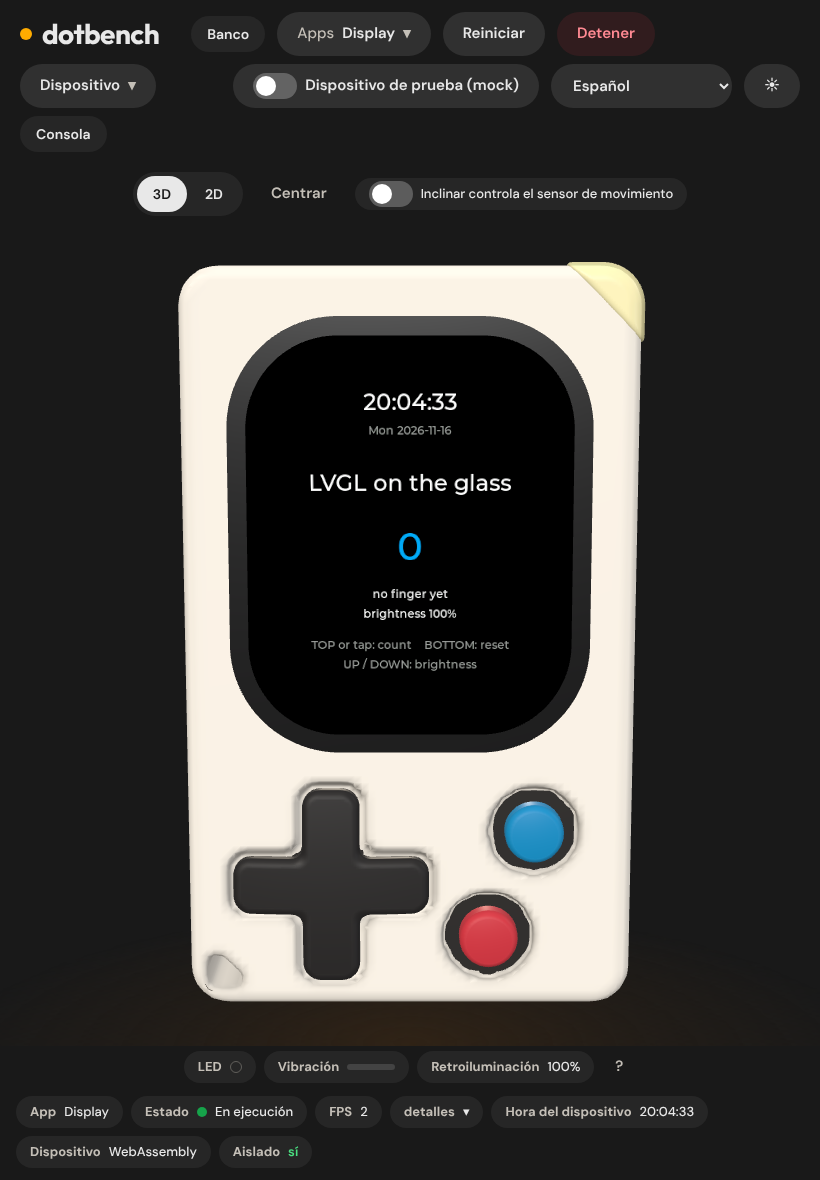 dotbench Banco Apps Display ▾ Reiniciar Detener
Dispositivo ▾ Dispositivo de prueba (mock) Español
Consola
3D 2D Centrar Inclinar controla el sensor de movimiento
20:04:33
Mon 2026-11-16
LVGL on the glass
0
no finger yet
brightness 100%
TOP or tap: count BOTTOM: reset
UP / DOWN: brightness
LED Vibración Retroiluminación 100% ?
App Display Estado En ejecución FPS 2 detalles ▾ Hora del dispositivo 20:04:33
Dispositivo WebAssembly Aislado sí